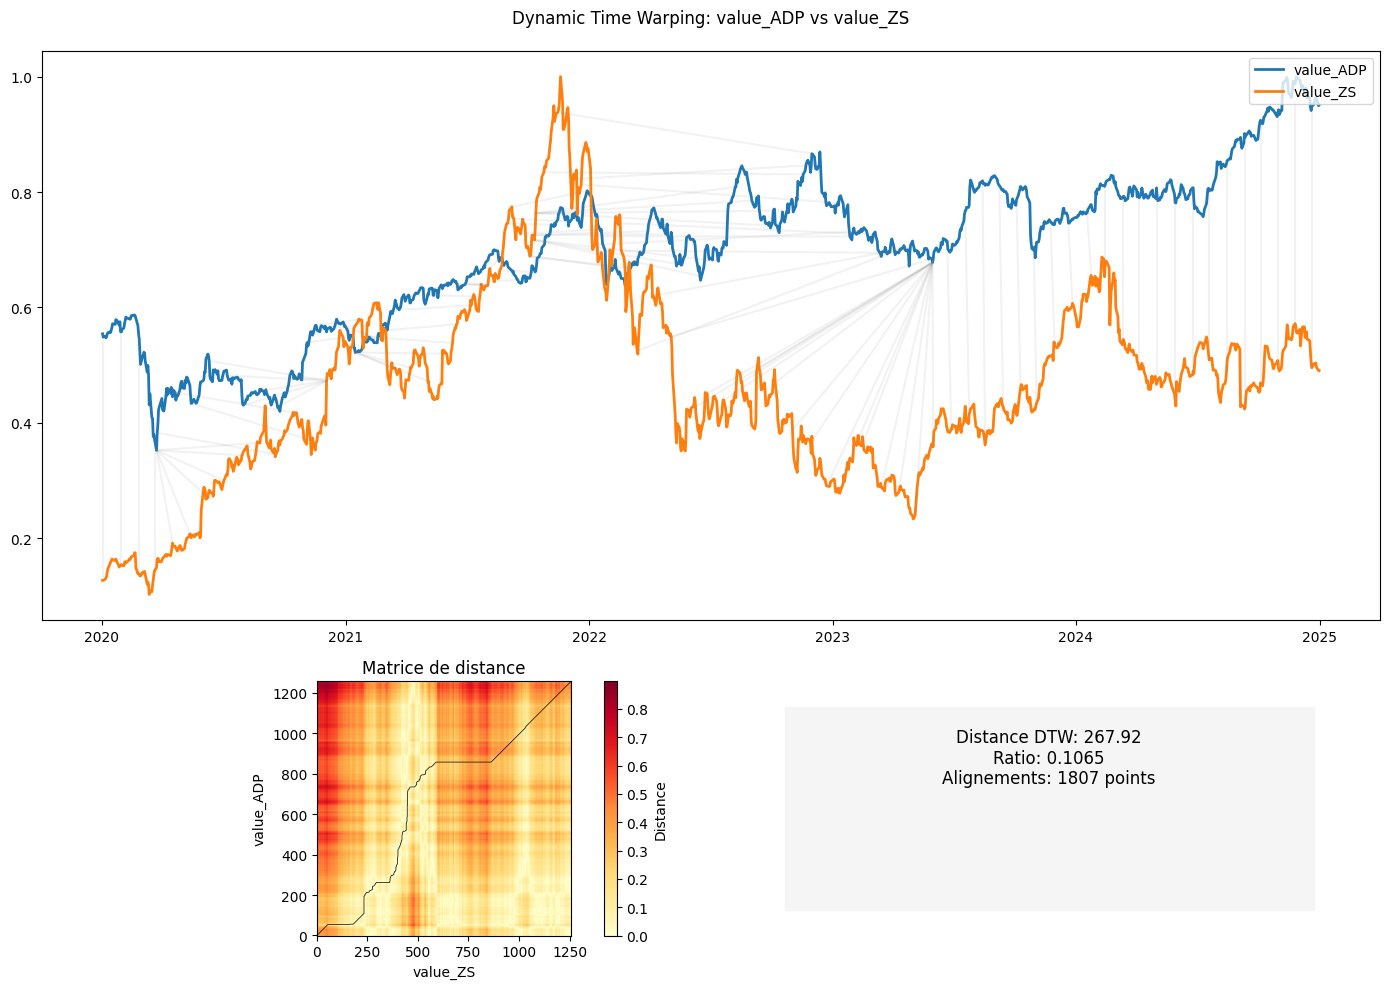 Dynamic Time Warping: value_ADP vs value_ZS
value_ADP
value_ZS
1.0
0.8
0.6
0.4
0.2
2020 2021 2022 2023 2024 2025
Matrice de distance
1200
1000
800
600
400
200
0
value_ADP
0 250 500 750 1000 1250
value_ZS
0.8
0.7
0.6
0.5
0.4
0.3
0.2
0.1
0.0
Distance
Distance DTW: 267.92
Ratio: 0.1065
Alignements: 1807 points